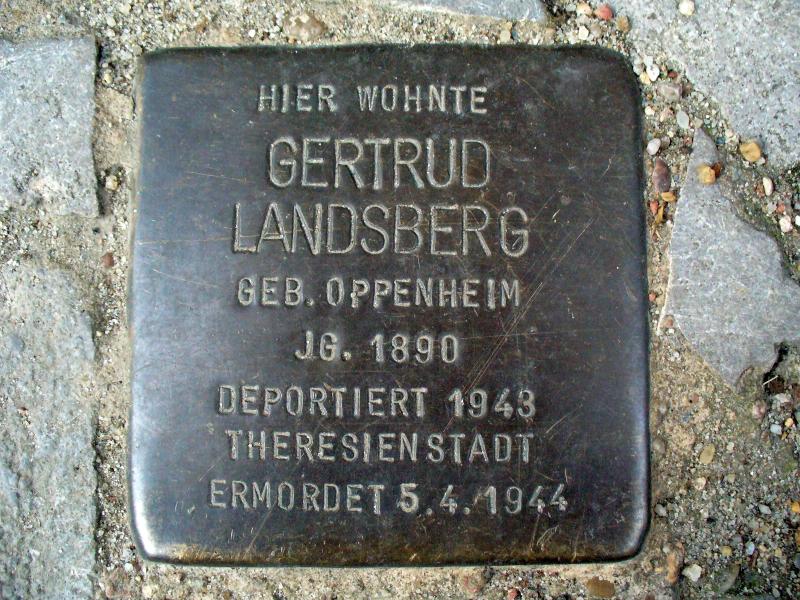 HIER WOHNTE
GERTRUD
LANDSBERG
GEB. OPPENHEIM
JG. 1890
DEPORTIERT 1943
THERESIENSTADT
ERMORDET 5.4.1944